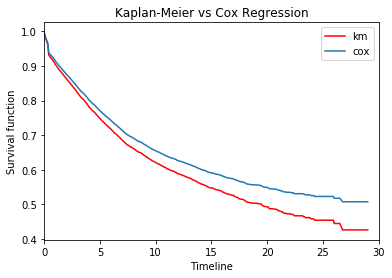 Kaplan-Meier vs Cox Regression
km
cox
Survival function
1.0
0.9
0.8
0.7
0.6
0.5
0.4
0 5 10 15 20 25 30
Timeline